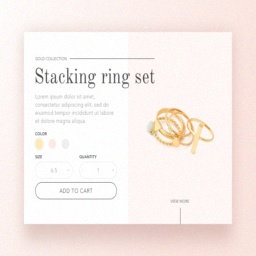 GOLD COLLECTION
Stacking ring set
Lorem ipsum dolor sit amet,
consectetur adipiscing elit, sed do
eiusmod tempor incididunt ut labore
et dolore magna aliqua.
COLOR
SIZE
QUANTITY
6.5
1
ADD TO CART
VIEW MORE